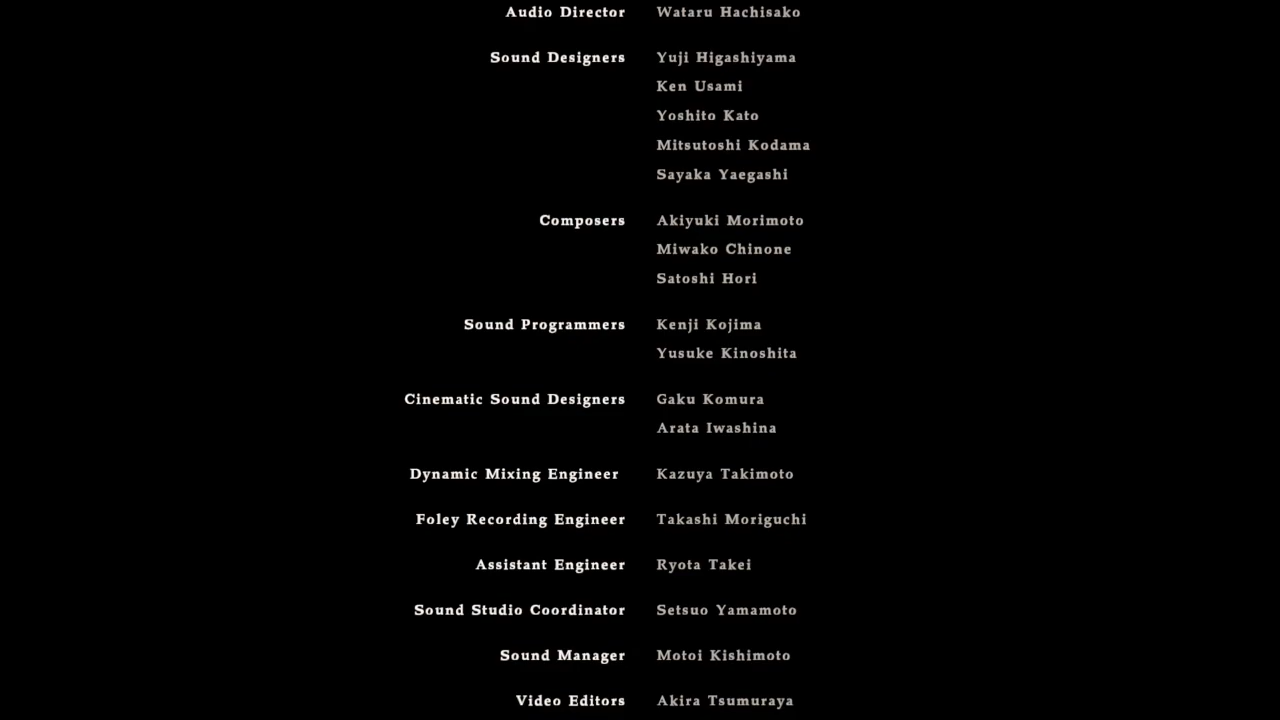 Audio Director Wataru Hachisako
Sound Designers Yuji Higashiyama
Ken Usami
Yoshito Kato
Mitsutoshi Kodama
Sayaka Yaegashi
Composers Akiyuki Morimoto
Miwako Chinone
Satoshi Hori
Sound Programmers Kenji Kojima
Yusuke Kinoshita
Cinematic Sound Designers Gaku Komura
Arata Iwashina
Dynamic Mixing Engineer Kazuya Takimoto
Foley Recording Engineer Takashi Moriguchi
Assistant Engineer Ryota Takei
Sound Studio Coordinator Setsuo Yamamoto
Sound Manager Motoi Kishimoto
Video Editors Akira Tsumuraya